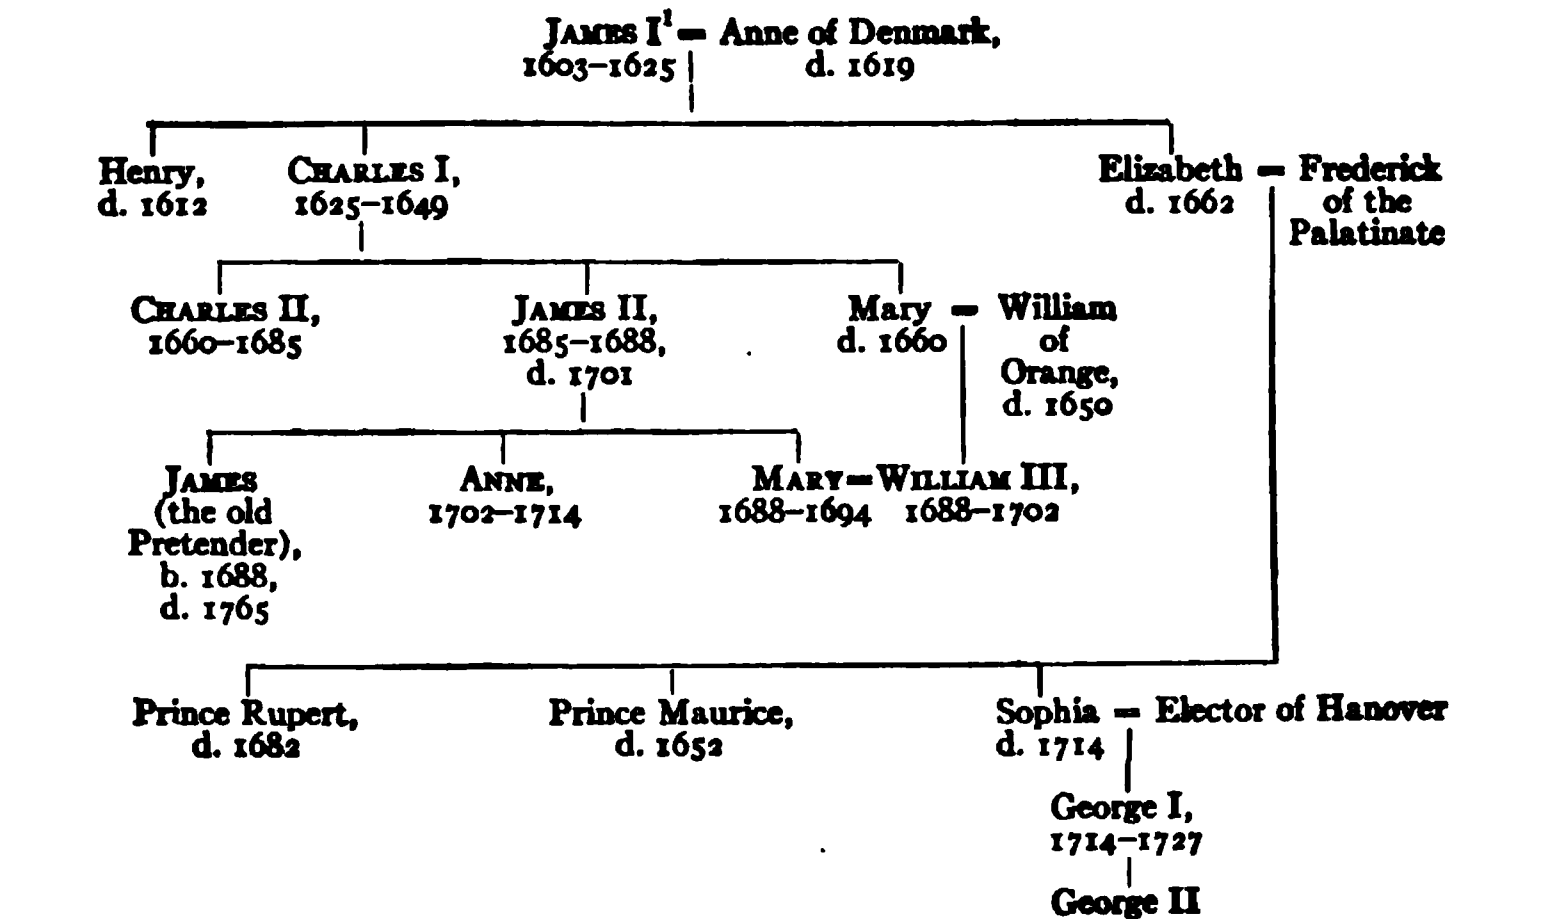 JAMES I¹ = Anne of Denmark,
1603–1625 d. 1619
Henry, CHARLES I, Elizabeth = Frederick
d. 1612 1625–1649 d. 1662 of the
Palatinate
CHARLES II, JAMES II, Mary = William
1660–1685 1685–1688, d. 1660 of
d. 1701 Orange,
d. 1650
JAMES ANNE, MARY=WILLIAM III,
(the old 1702–1714 1688–1694 1688–1702
Pretender),
b. 1688,
d. 1765
Prince Rupert, Prince Maurice, Sophia = Elector of Hanover
d. 1682 d. 1652 d. 1714
George I,
1714–1727
George II